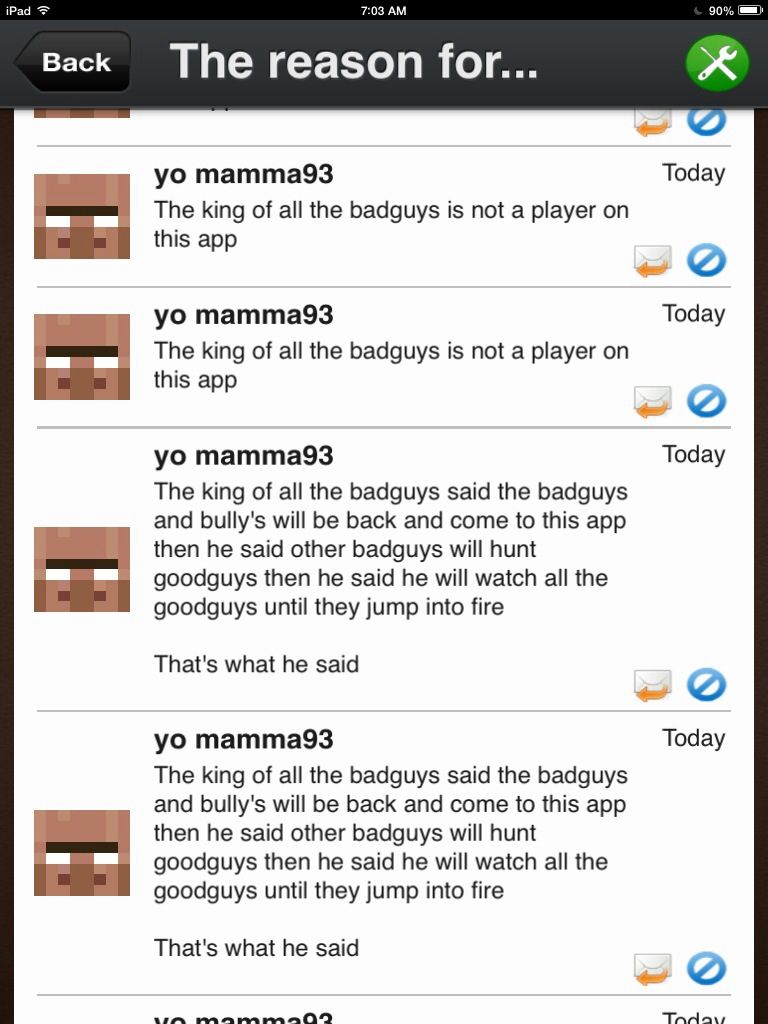 iPad 7:03 AM 90%
Back The reason for...
yo mamma93 Today
The king of all the badguys is not a player on
this app
yo mamma93 Today
The king of all the badguys is not a player on
this app
yo mamma93 Today
The king of all the badguys said the badguys
and bully's will be back and come to this app
then he said other badguys will hunt
goodguys then he said he will watch all the
goodguys until they jump into fire
That's what he said
yo mamma93 Today
The king of all the badguys said the badguys
and bully's will be back and come to this app
then he said other badguys will hunt
goodguys then he said he will watch all the
goodguys until they jump into fire
That's what he said
yo mamma93 Today